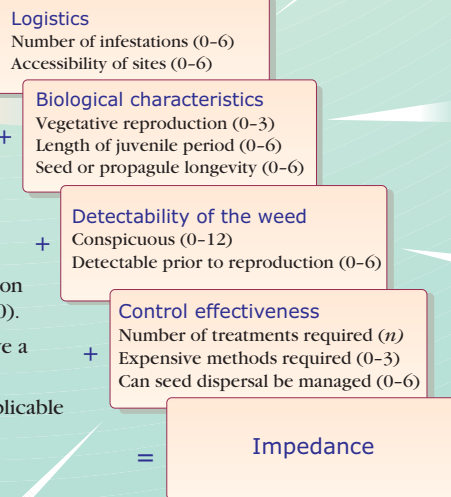 Logistics
Number of infestations (0–6)
Accessibility of sites (0–6)
+
Biological characteristics
Vegetative reproduction (0–3)
Length of juvenile period (0–6)
Seed or propagule longevity (0–6)
+
Detectability of the weed
Conspicuous (0–12)
Detectable prior to reproduction (0–6)
+
Control effectiveness
Number of treatments required (n)
Expensive methods required (0–3)
Can seed dispersal be managed (0–6)
=
Impedance